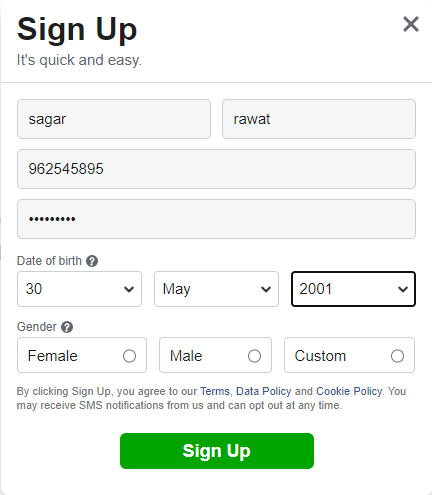 Sign Up
It's quick and easy.
sagar rawat
962545895
•••••••••
Date of birth ?
30 May 2001
Gender ?
Female Male Custom
By clicking Sign Up, you agree to our Terms, Data Policy and Cookie Policy. You
may receive SMS notifications from us and can opt out at any time.
Sign Up